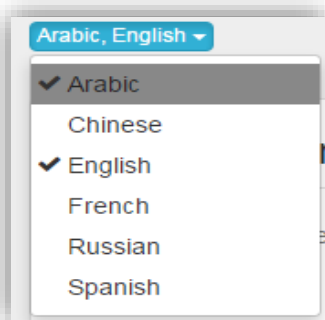 Arabic, English
Arabic
Chinese
English
French
Russian
Spanish